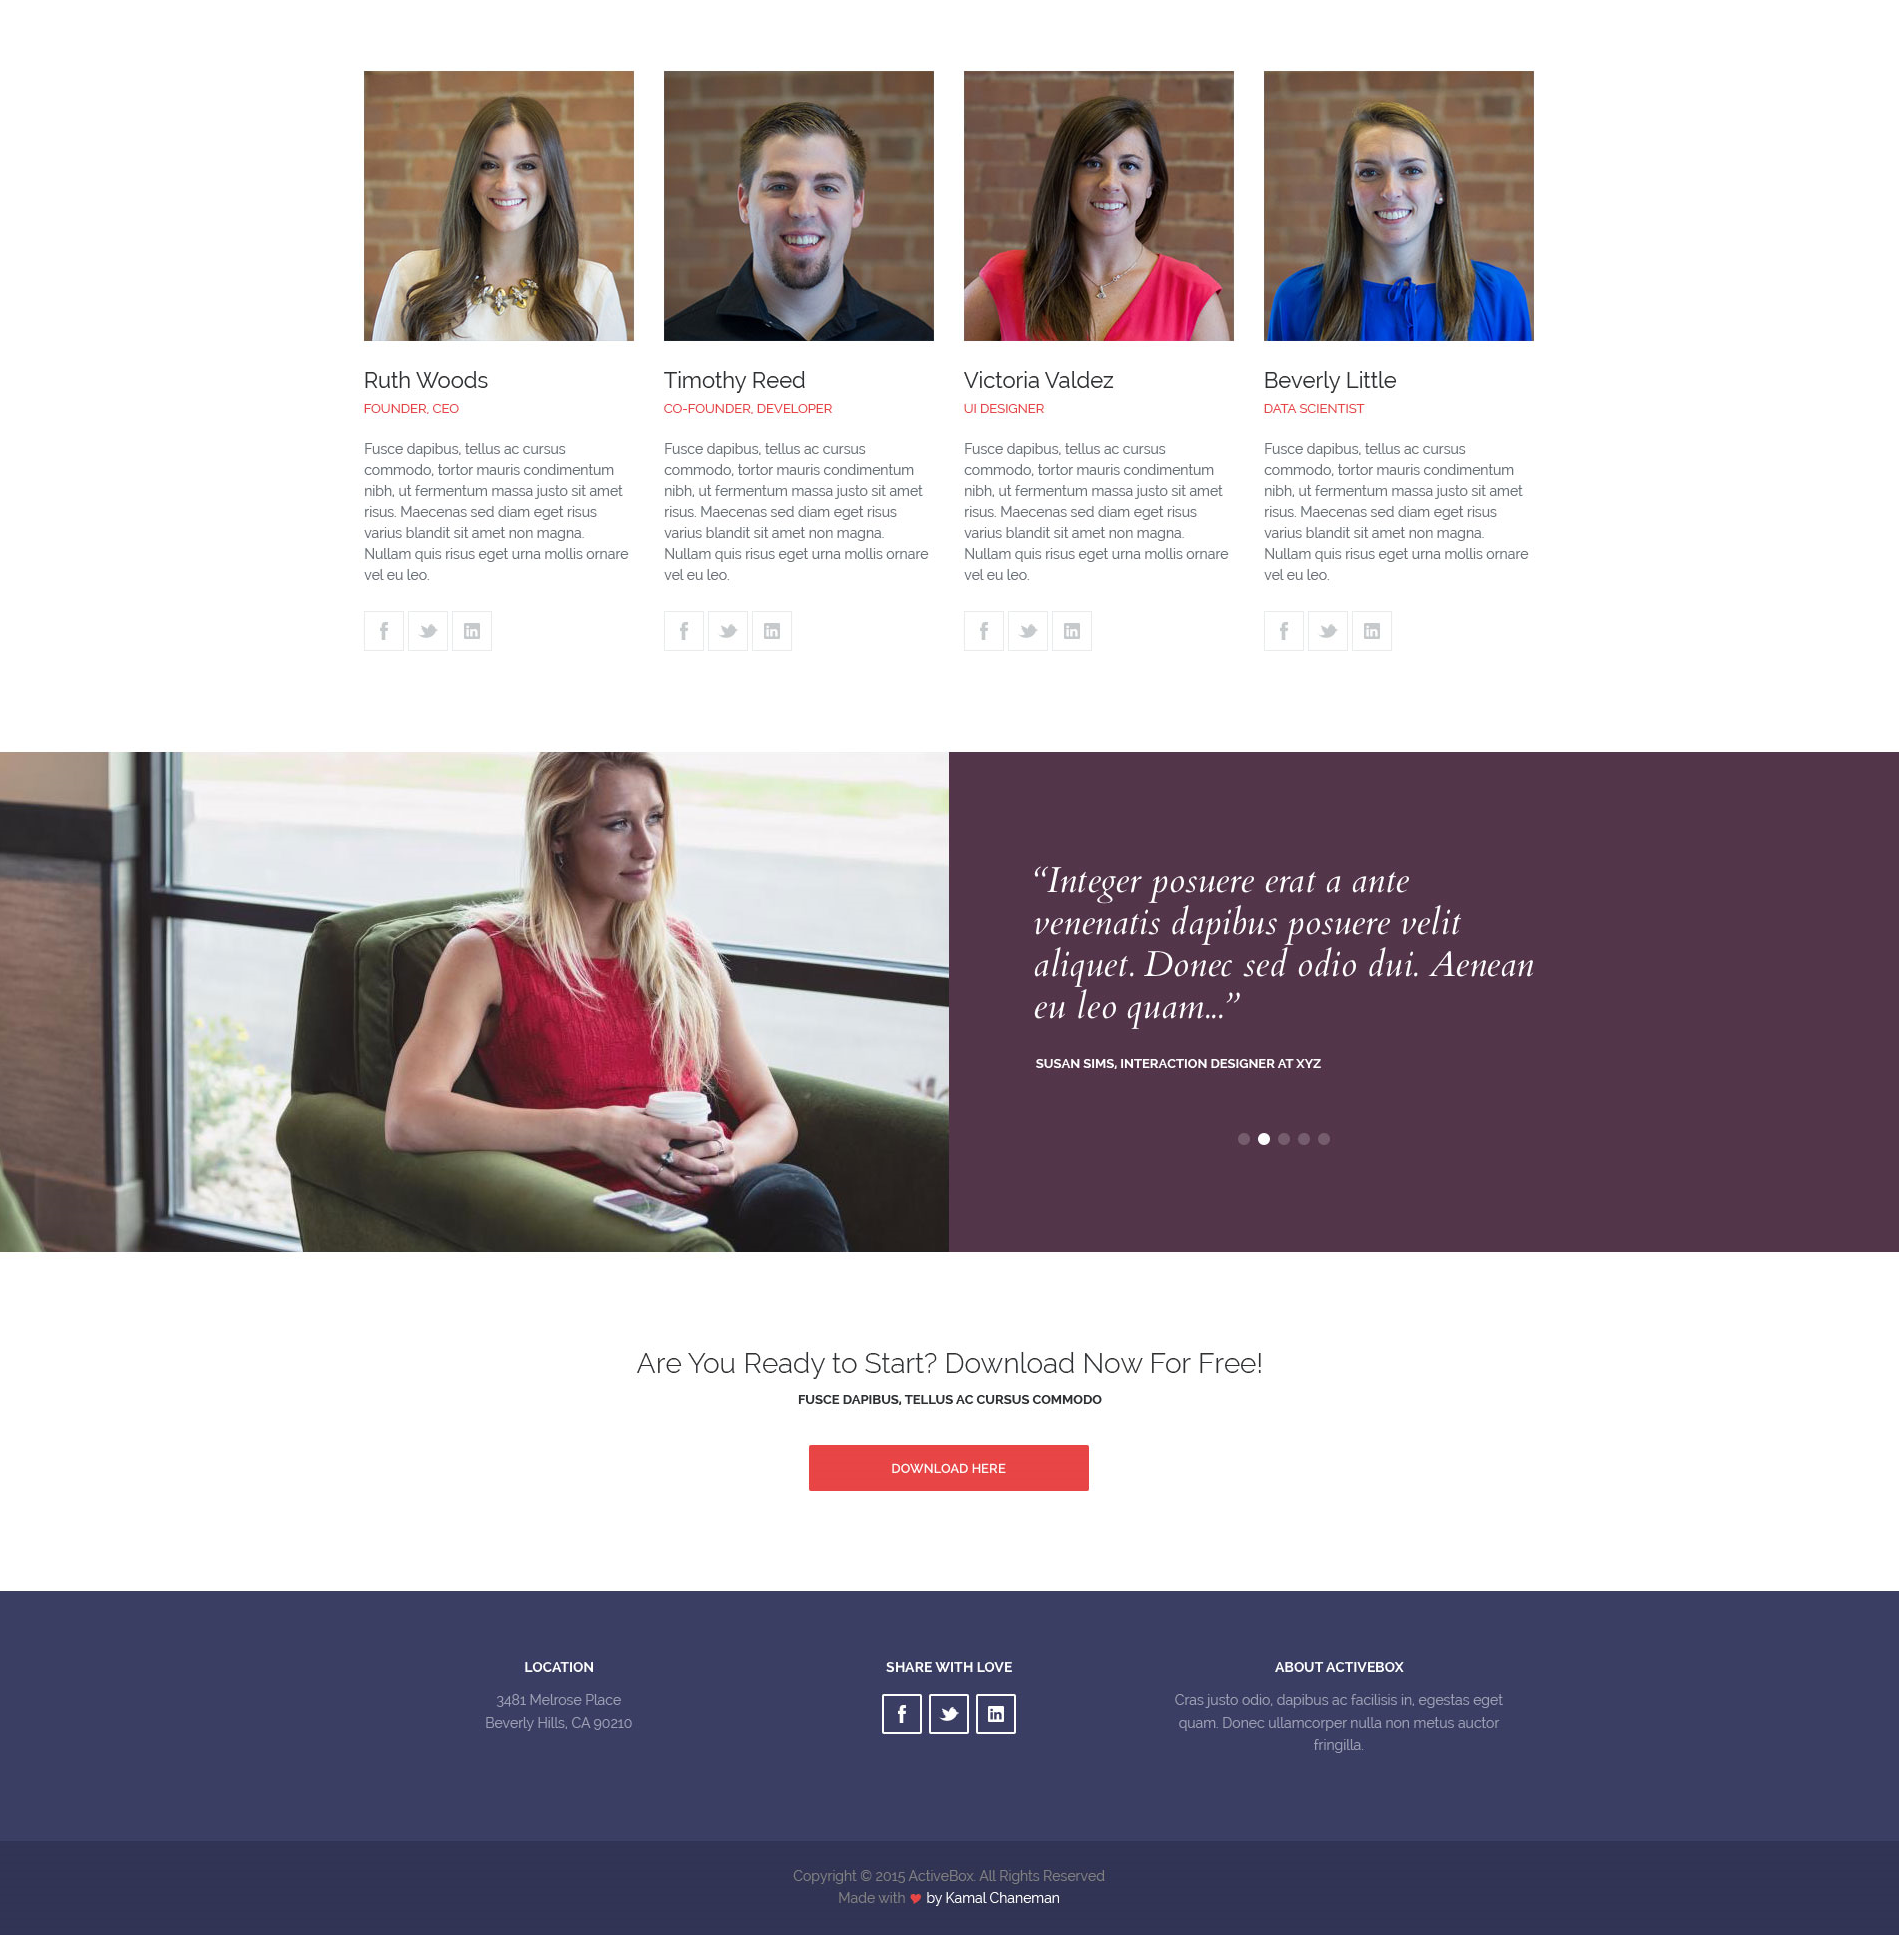 Ruth Woods
FOUNDER, CEO
Fusce dapibus, tellus ac cursus
commodo, tortor mauris condimentum
nibh, ut fermentum massa justo sit amet
risus. Maecenas sed diam eget risus
varius blandit sit amet non magna.
Nullam quis risus eget urna mollis ornare
vel eu leo.
Timothy Reed
CO-FOUNDER, DEVELOPER
Fusce dapibus, tellus ac cursus
commodo, tortor mauris condimentum
nibh, ut fermentum massa justo sit amet
risus. Maecenas sed diam eget risus
varius blandit sit amet non magna.
Nullam quis risus eget urna mollis ornare
vel eu leo.
Victoria Valdez
UI DESIGNER
Fusce dapibus, tellus ac cursus
commodo, tortor mauris condimentum
nibh, ut fermentum massa justo sit amet
risus. Maecenas sed diam eget risus
varius blandit sit amet non magna.
Nullam quis risus eget urna mollis ornare
vel eu leo.
Beverly Little
DATA SCIENTIST
Fusce dapibus, tellus ac cursus
commodo, tortor mauris condimentum
nibh, ut fermentum massa justo sit amet
risus. Maecenas sed diam eget risus
varius blandit sit amet non magna.
Nullam quis risus eget urna mollis ornare
vel eu leo.
“Integer posuere erat a ante
venenatis dapibus posuere velit
aliquet. Donec sed odio dui. Aenean
eu leo quam...”
SUSAN SIMS, INTERACTION DESIGNER AT XYZ
Are You Ready to Start? Download Now For Free!
FUSCE DAPIBUS, TELLUS AC CURSUS COMMODO
DOWNLOAD HERE
LOCATION
3481 Melrose Place
Beverly Hills, CA 90210
SHARE WITH LOVE
ABOUT ACTIVEBOX
Cras justo odio, dapibus ac facilisis in, egestas eget
quam. Donec ullamcorper nulla non metus auctor
fringilla.
Copyright © 2015 ActiveBox. All Rights Reserved
Made with ♥ by Kamal Chaneman